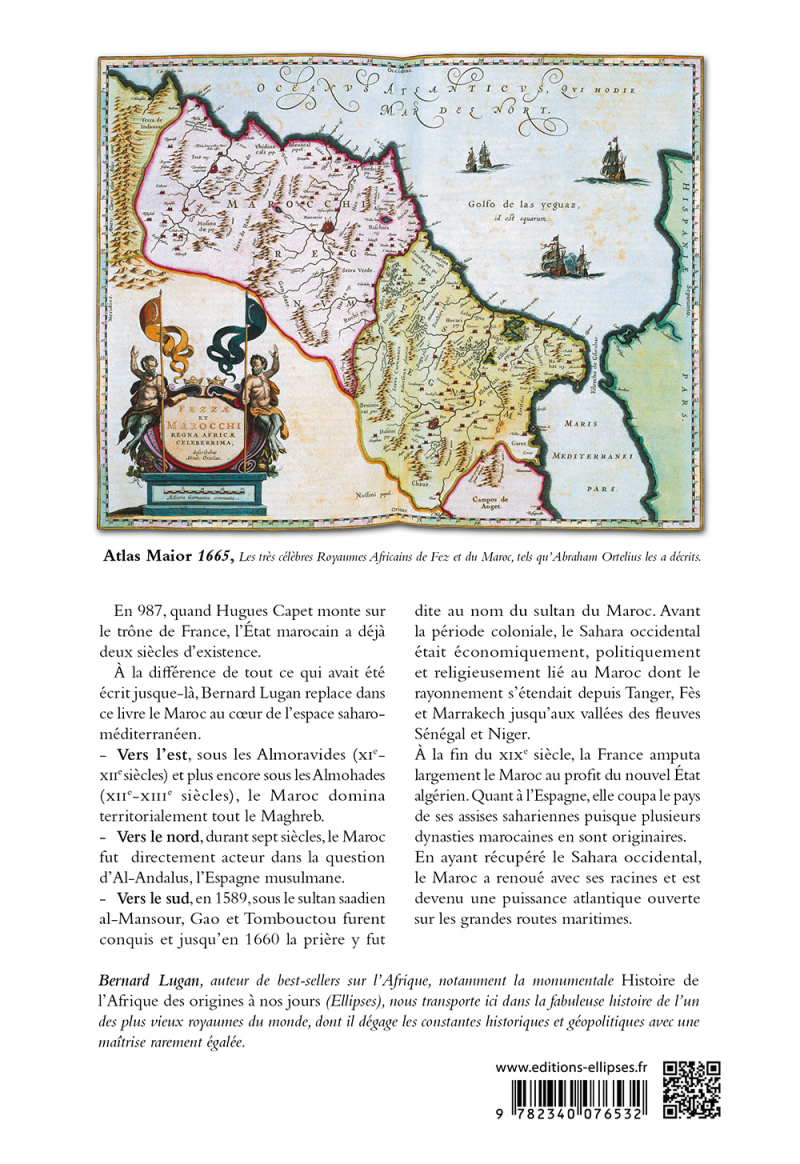 Occidens
OCEANUS ATLANTICUS, QUI HODIE
MAR DEL NORT.
Golfo de las yeguaz,
id est equarum.
HISPANIÆ
PARS.
MAROCCHI
REGNUM
Serra Verde.
Garet
MARIS
MEDITERRANEI
PARS
Chauz
Campos de
Anger.
FEZZÆ
ET
MAROCCHI
REGNA AFRICÆ
CELEBERRIMA,
describebat
Abrah. Ortelius.
Oriens
Atlas Maior 1665, Les très célèbres Royaumes Africains de Fez et du Maroc, tels qu'Abraham Ortelius les a décrits.
En 987, quand Hugues Capet monte sur
le trône de France, l'État marocain a déjà
deux siècles d'existence.
À la différence de tout ce qui avait été
écrit jusque-là, Bernard Lugan replace dans
ce livre le Maroc au cœur de l'espace saharo-
méditerranéen.
- Vers l'est, sous les Almoravides (XIe-
XIIe siècles) et plus encore sous les Almohades
(XIIe-XIIIe siècles), le Maroc domina
territorialement tout le Maghreb.
- Vers le nord, durant sept siècles, le Maroc
fut directement acteur dans la question
d'Al-Andalus, l'Espagne musulmane.
- Vers le sud, en 1589, sous le sultan saadien
al-Mansour, Gao et Tombouctou furent
conquis et jusqu'en 1660 la prière y fut
dite au nom du sultan du Maroc. Avant
la période coloniale, le Sahara occidental
était économiquement, politiquement
et religieusement lié au Maroc dont le
rayonnement s'étendait depuis Tanger, Fès
et Marrakech jusqu'aux vallées des fleuves
Sénégal et Niger.
À la fin du XIXe siècle, la France amputa
largement le Maroc au profit du nouvel État
algérien. Quant à l'Espagne, elle coupa le pays
de ses assises sahariennes puisque plusieurs
dynasties marocaines en sont originaires.
En ayant récupéré le Sahara occidental,
le Maroc a renoué avec ses racines et est
devenu une puissance atlantique ouverte
sur les grandes routes maritimes.
Bernard Lugan, auteur de best-sellers sur l'Afrique, notamment la monumentale Histoire de
l'Afrique des origines à nos jours (Ellipses), nous transporte ici dans la fabuleuse histoire de l'un
des plus vieux royaumes du monde, dont il dégage les constantes historiques et géopolitiques avec une
maîtrise rarement égalée.
www.editions-ellipses.fr
9 782340 076532